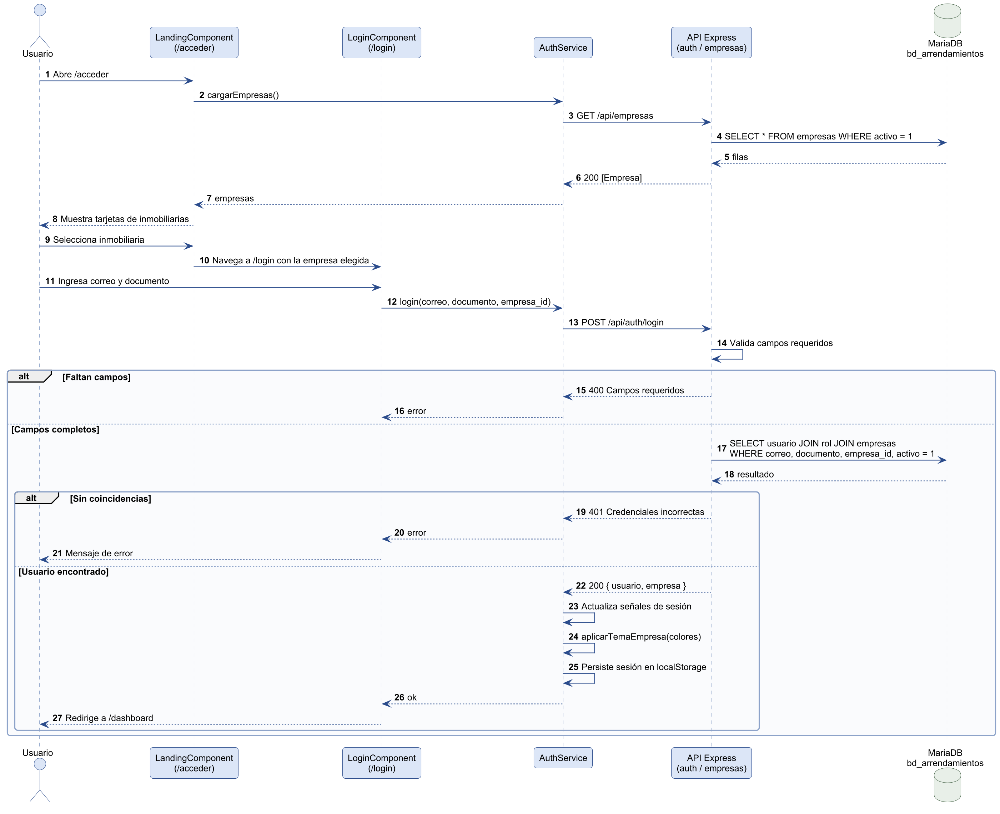 Usuario
LandingComponent
(/acceder)
LoginComponent
(/login)
AuthService
API Express
(auth / empresas)
MariaDB
bd_arrendamientos
1 Abre /acceder
2 cargarEmpresas()
3 GET /api/empresas
4 SELECT * FROM empresas WHERE activo = 1
5 filas
6 200 [Empresa]
7 empresas
8 Muestra tarjetas de inmobiliarias
9 Selecciona inmobiliaria
10 Navega a /login con la empresa elegida
11 Ingresa correo y documento
12 login(correo, documento, empresa_id)
13 POST /api/auth/login
14 Valida campos requeridos
alt [Faltan campos]
15 400 Campos requeridos
16 error
[Campos completos]
17 SELECT usuario JOIN rol JOIN empresas
WHERE correo, documento, empresa_id, activo = 1
18 resultado
alt [Sin coincidencias]
19 401 Credenciales incorrectas
20 error
21 Mensaje de error
[Usuario encontrado]
22 200 { usuario, empresa }
23 Actualiza señales de sesión
24 aplicarTemaEmpresa(colores)
25 Persiste sesión en localStorage
26 ok
27 Redirige a /dashboard
Usuario
LandingComponent
(/acceder)
LoginComponent
(/login)
AuthService
API Express
(auth / empresas)
MariaDB
bd_arrendamientos